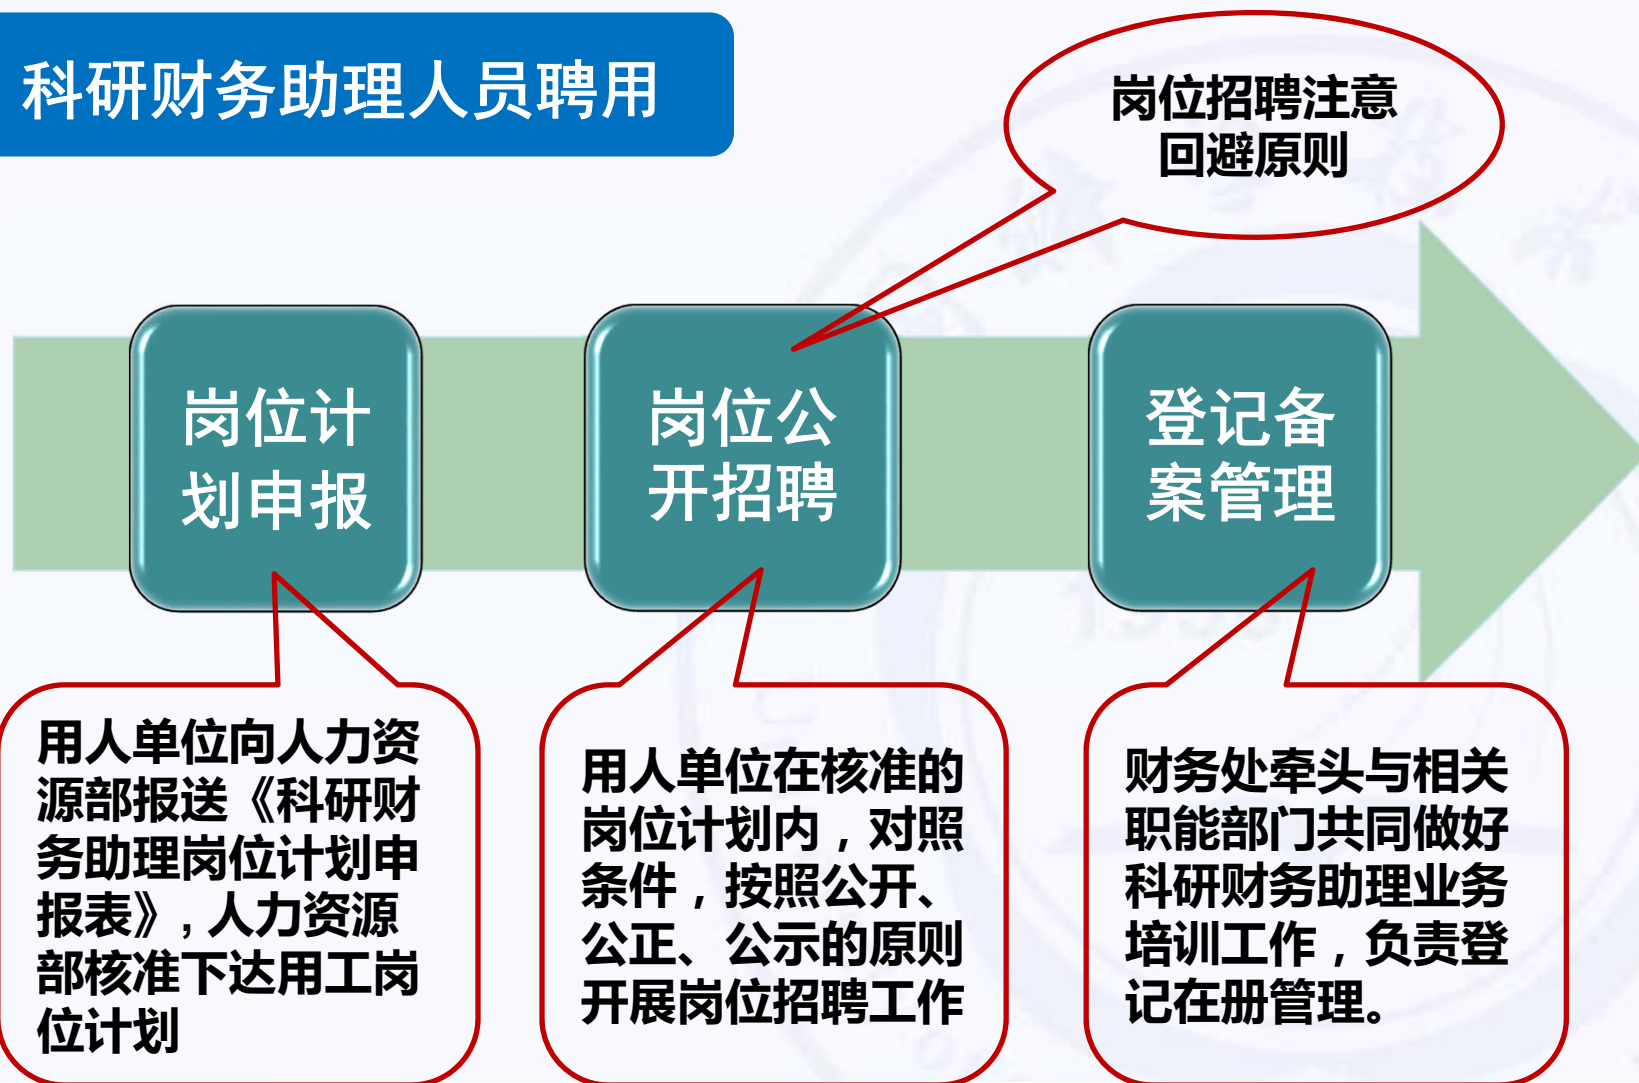 科研财务助理人员聘用
岗位招聘注意
回避原则
岗位计
划申报
岗位公
开招聘
登记备
案管理
用人单位向人力资
源部报送《科研财
务助理岗位计划申
报表》, 人力资源
部核准下达用工岗
位计划
用人单位在核准的
岗位计划内，对照
条件，按照公开、
公正、公示的原则
开展岗位招聘工作
财务处牵头与相关
职能部门共同做好
科研财务助理业务
培训工作，负责登
记在册管理。